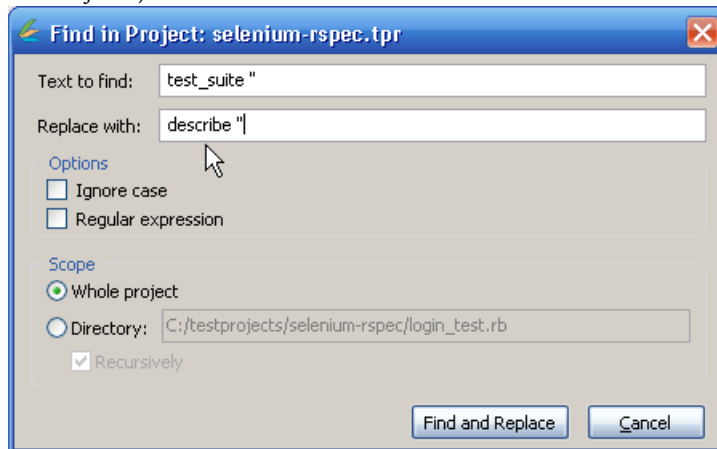 Find in Project: selenium-rspec.tpr
Text to find: test_suite "
Replace with: describe "
Options
Ignore case
Regular expression
Scope
Whole project
Directory: C:/testprojects/selenium-rspec/login_test.rb
Recursively
Find and Replace Cancel